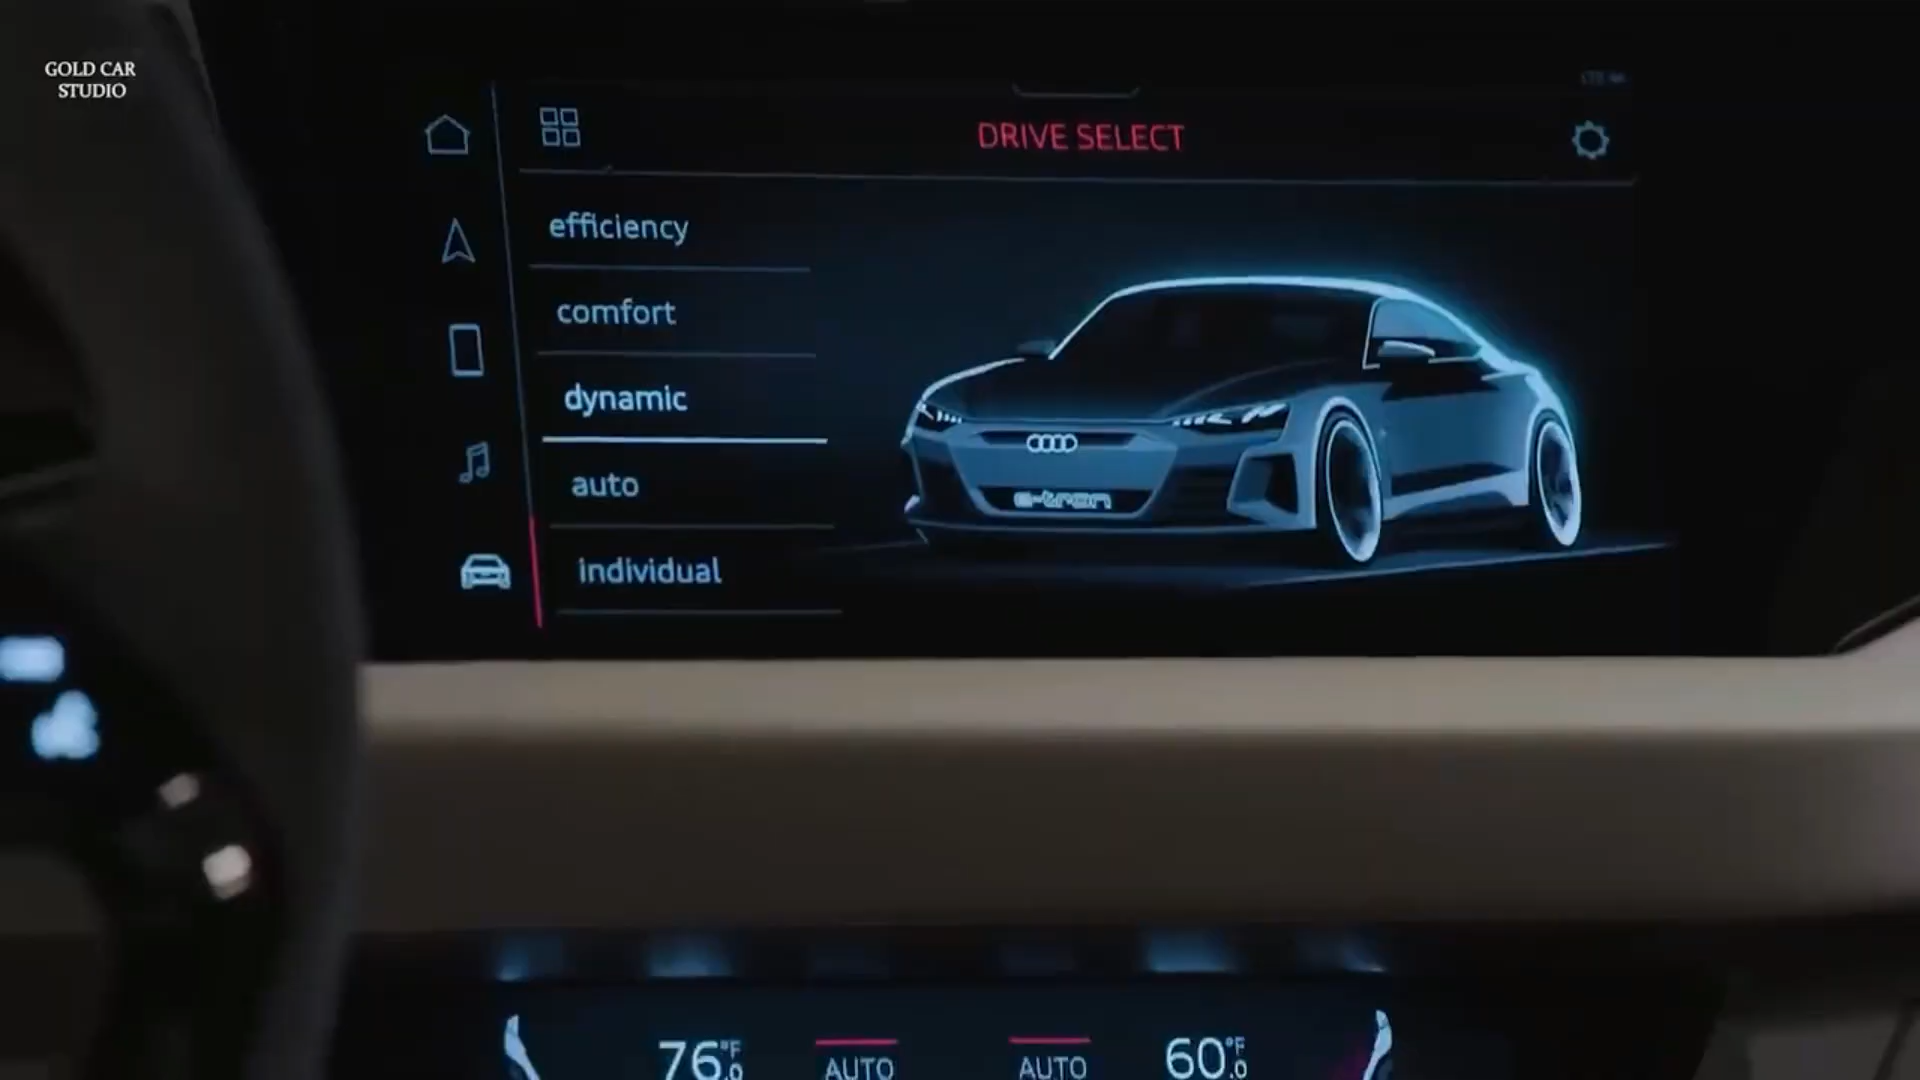 GOLD CAR
STUDIO
DRIVE SELECT
efficiency
comfort
dynamic
auto
individual
e-tron
76.0°F
AUTO
AUTO
60.0°F